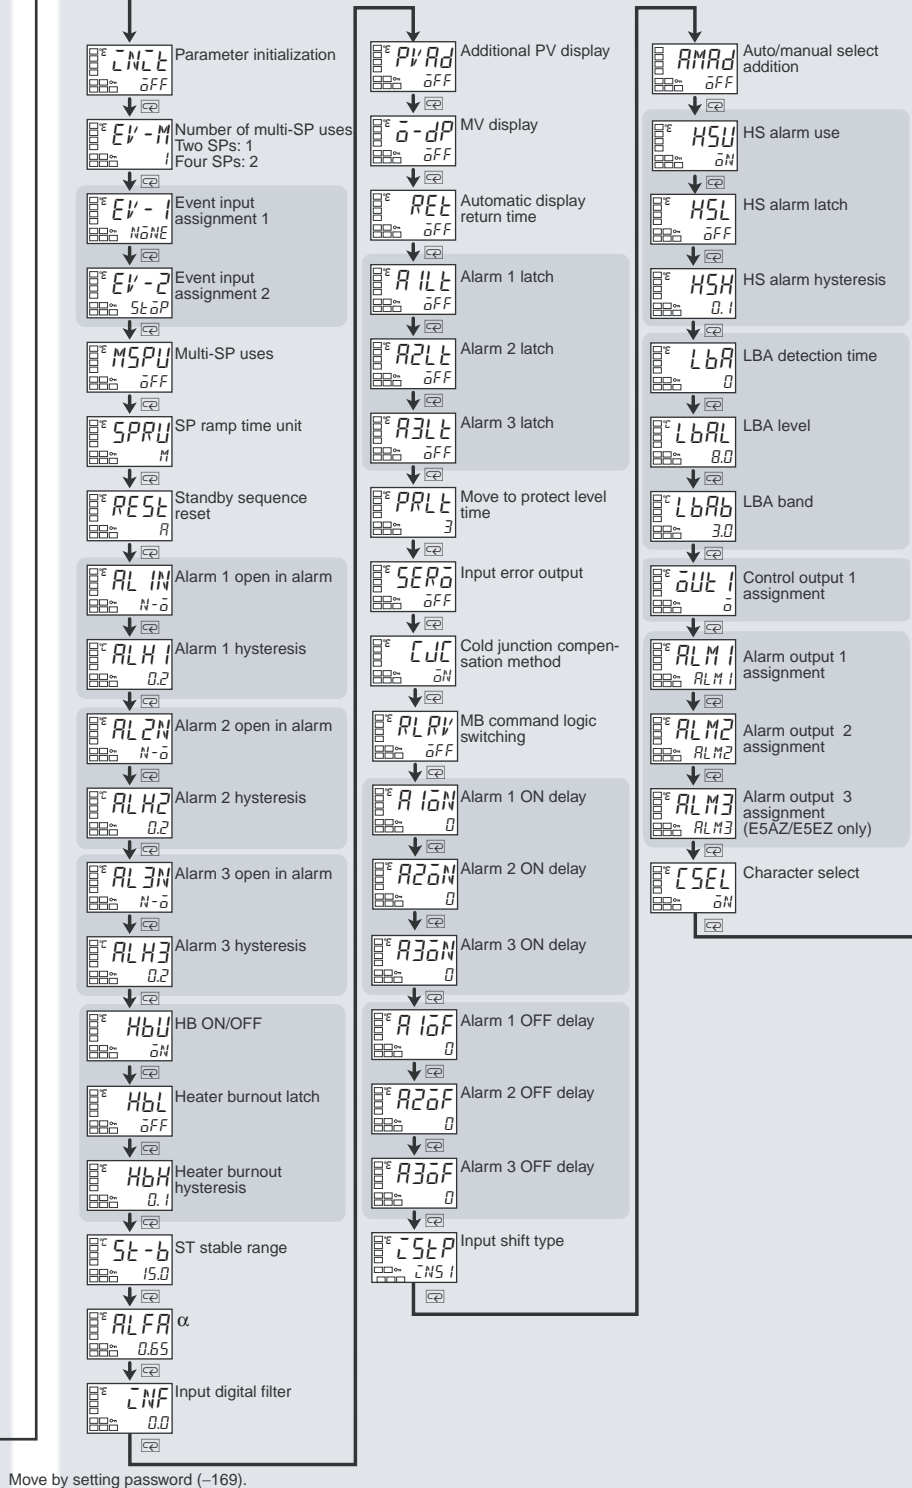 INIT
OFF
Parameter initialization
EV-M
1
Number of multi-SP uses
Two SPs: 1
Four SPs: 2
EV-1
NONE
Event input
assignment 1
EV-2
STOP
Event input
assignment 2
MSPU
OFF
Multi-SP uses
SPRU
M
SP ramp time unit
REST
A
Standby sequence
reset
AL1N
N-O
Alarm 1 open in alarm
ALH1
0.2
Alarm 1 hysteresis
AL2N
N-O
Alarm 2 open in alarm
ALH2
0.2
Alarm 2 hysteresis
AL3N
N-O
Alarm 3 open in alarm
ALH3
0.2
Alarm 3 hysteresis
HbU
ON
HB ON/OFF
HbL
OFF
Heater burnout latch
HbH
0.1
Heater burnout
hysteresis
St-b
15.0
ST stable range
ALFA
0.65
α
INF
0.0
Input digital filter
PVAd
OFF
Additional PV display
O-dP
OFF
MV display
REt
OFF
Automatic display
return time
A1Lt
OFF
Alarm 1 latch
A2Lt
OFF
Alarm 2 latch
A3Lt
OFF
Alarm 3 latch
PRLt
3
Move to protect level
time
SERO
OFF
Input error output
CJC
ON
Cold junction compen-
sation method
RLRV
OFF
MB command logic
switching
A1ON
0
Alarm 1 ON delay
A2ON
0
Alarm 2 ON delay
A3ON
0
Alarm 3 ON delay
A1OF
0
Alarm 1 OFF delay
A2OF
0
Alarm 2 OFF delay
A3OF
0
Alarm 3 OFF delay
IStP
INS1
Input shift type
AMAd
OFF
Auto/manual select
addition
HSU
ON
HS alarm use
HSL
OFF
HS alarm latch
HSH
0.1
HS alarm hysteresis
LbA
0
LBA detection time
LbAL
8.0
LBA level
LbAb
3.0
LBA band
OUt1
O
Control output 1
assignment
ALM1
ALM1
Alarm output 1
assignment
ALM2
ALM2
Alarm output 2
assignment
ALM3
ALM3
Alarm output 3
assignment
(E5AZ/E5EZ only)
CSEL
ON
Character select
Move by setting password (–169).